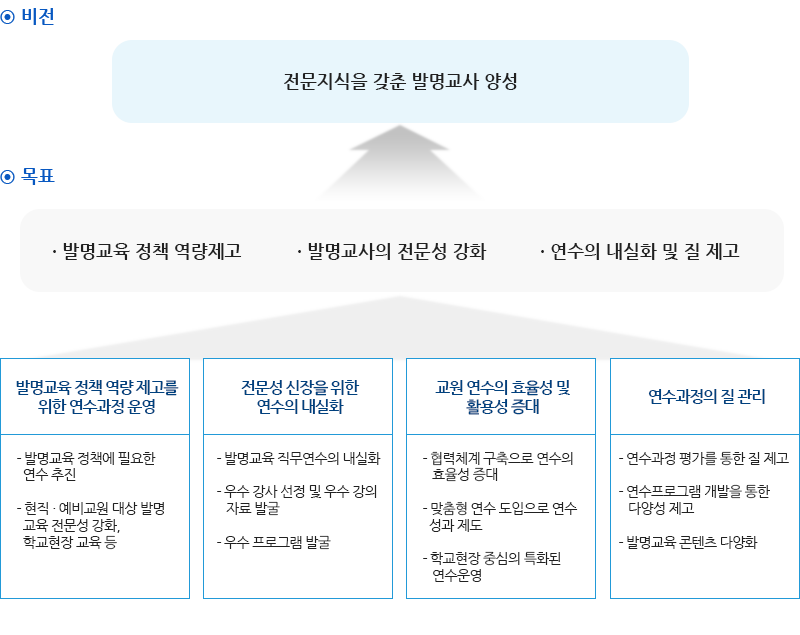 비전
전문지식을 갖춘 발명교사 양성
목표
· 발명교육 정책 역량제고
· 발명교사의 전문성 강화
· 연수의 내실화 및 질 제고
발명교육 정책 역량 제고를
위한 연수과정 운영
- 발명교육 정책에 필요한
연수 추진
- 현직 · 예비교원 대상 발명
교육 전문성 강화,
학교현장 교육 등
전문성 신장을 위한
연수의 내실화
- 발명교육 직무연수의 내실화
- 우수 강사 선정 및 우수 강의
자료 발굴
- 우수 프로그램 발굴
교원 연수의 효율성 및
활용성 증대
- 협력체계 구축으로 연수의
효율성 증대
- 맞춤형 연수 도입으로 연수
성과 제도
- 학교현장 중심의 특화된
연수운영
연수과정의 질 관리
- 연수과정 평가를 통한 질 제고
- 연수프로그램 개발을 통한
다양성 제고
- 발명교육 콘텐츠 다양화